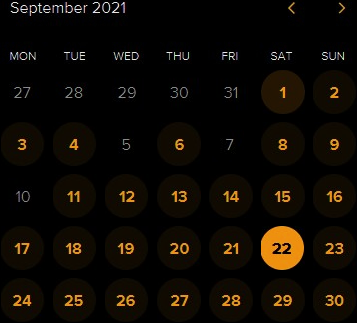 September 2021
MON TUE WED THU FRI SAT SUN
27 28 29 30 31 1 2
3 4 5 6 7 8 9
10 11 12 13 14 15 16
17 18 19 20 21 22 23
24 25 26 27 28 29 30